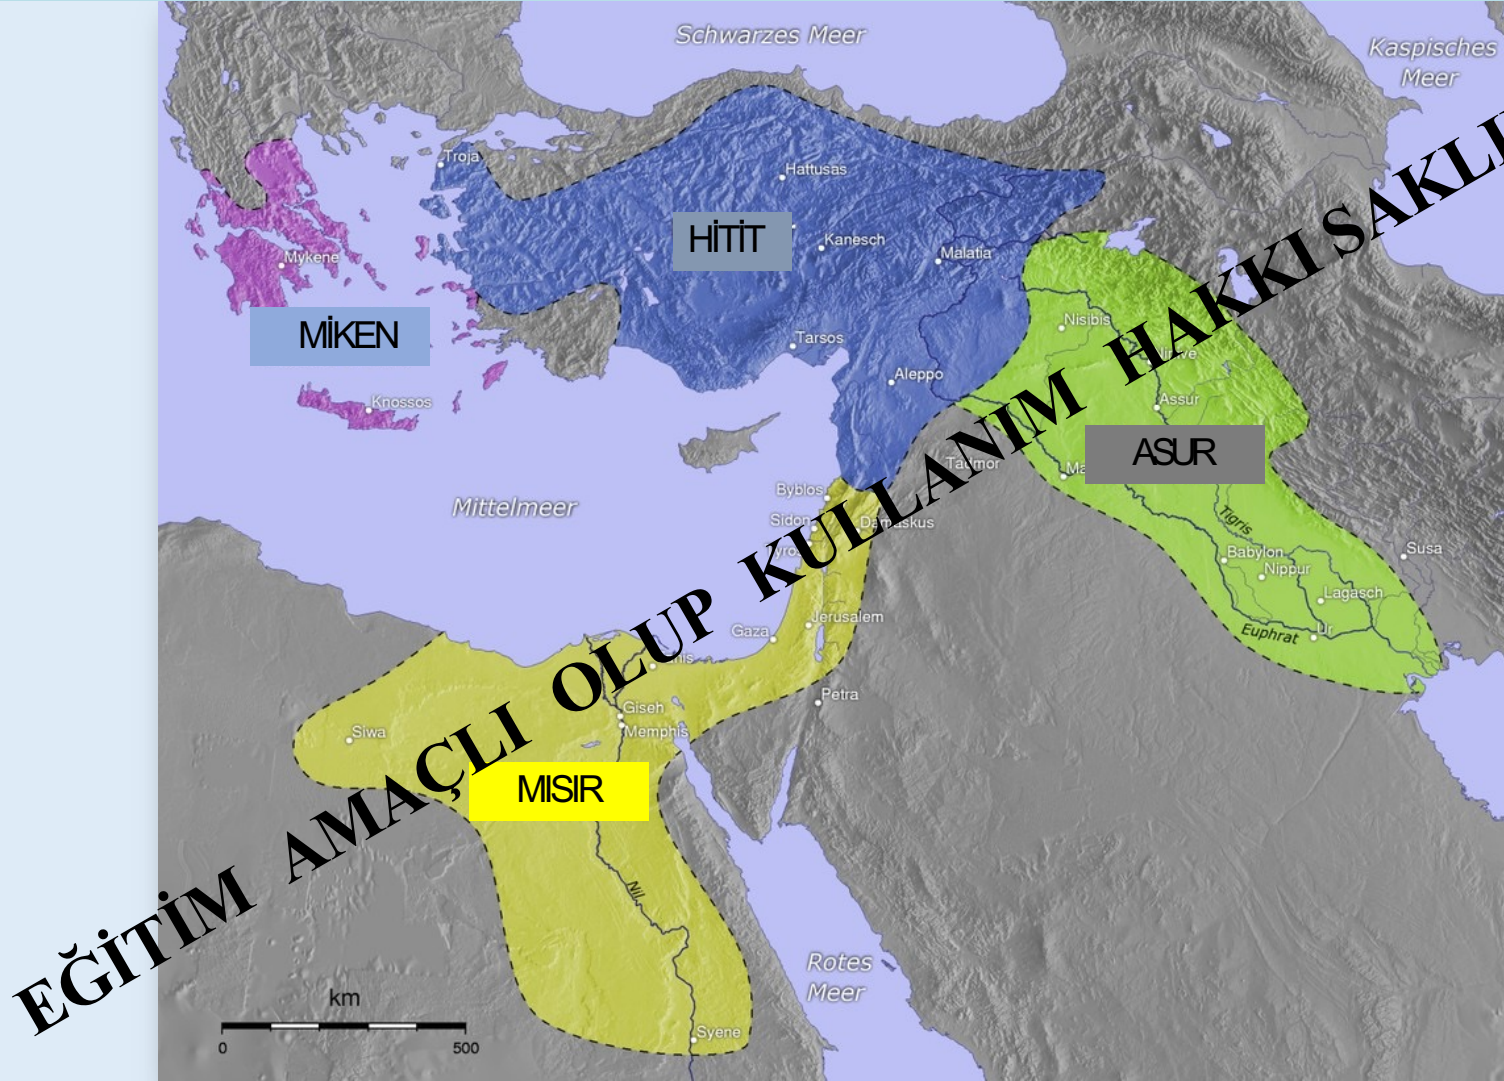 Schwarzes Meer
Kaspisches
Meer
Troja
Hattusas
HİTİT
Kanesch
Malatia
Mykene
MİKEN
Nisibis
Tarsos
Aleppo
Knossos
Assur
ASUR
Tadmor
Byblos
Mittelmeer
Sidon
Damaskus
Tigris
Susa
Babylon
Nippur
Lagasch
Jerusalem
Gaza
Euphrat
Ur
Petra
Siwa
Giseh
Memphis
MISIR
Nil
Rotes
Meer
km
0 500
Syene
EĞİTİM AMAÇLI OLUP KULLANIM HAKKI SAKLI